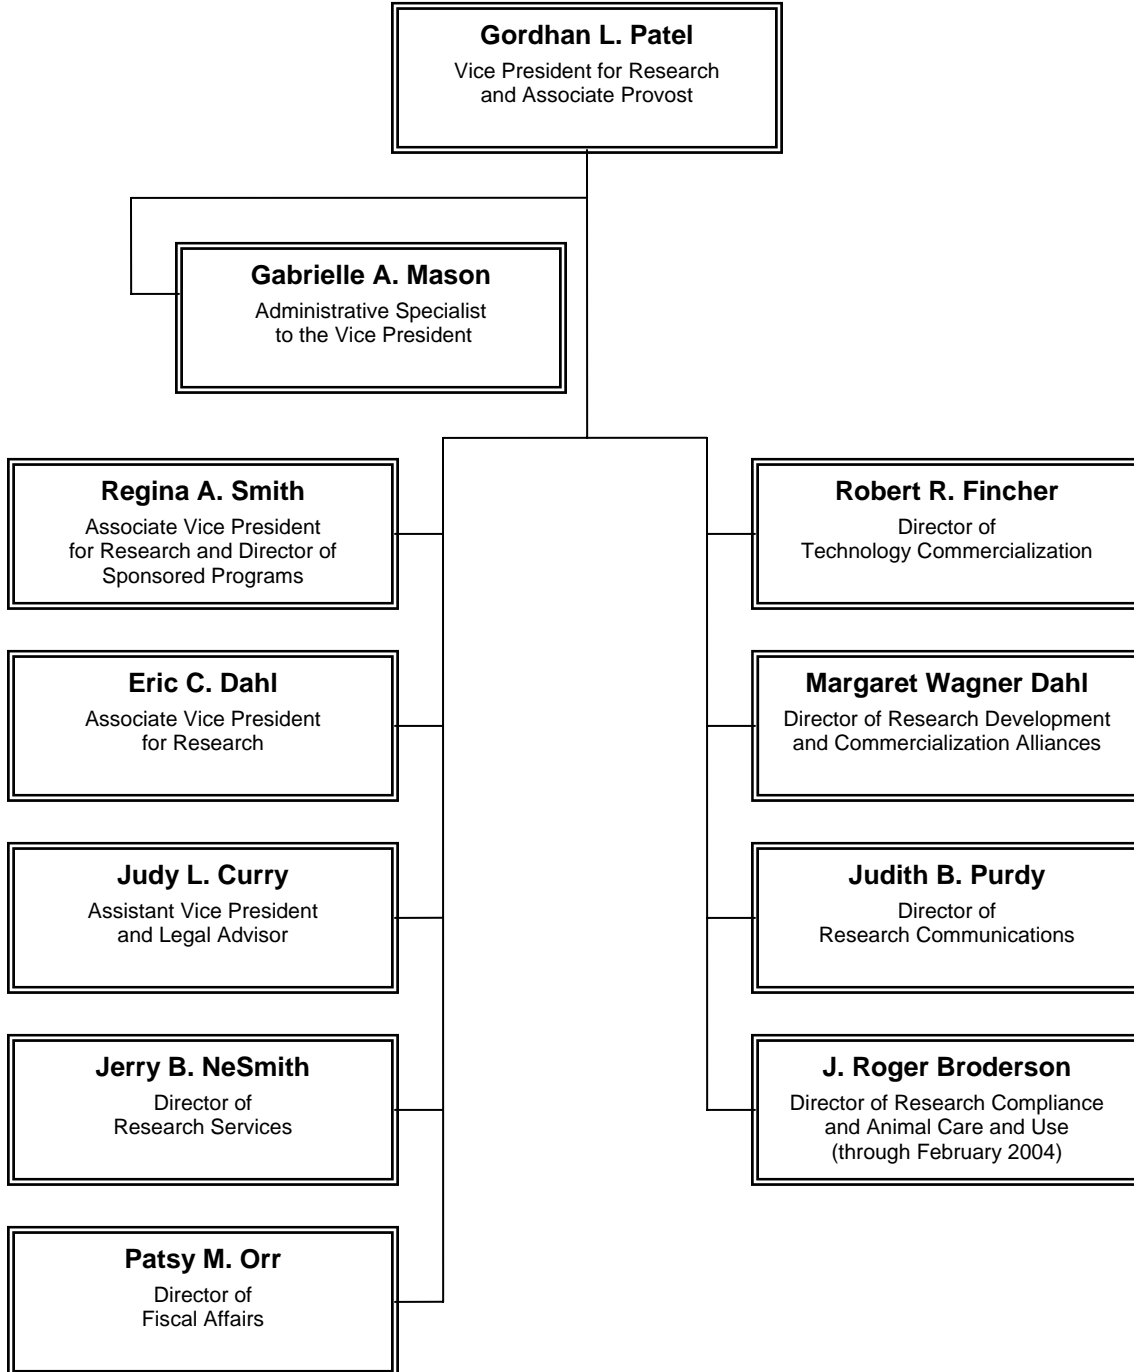 Gordhan L. Patel
Vice President for Research
and Associate Provost
Gabrielle A. Mason
Administrative Specialist
to the Vice President
Regina A. Smith
Associate Vice President
for Research and Director of
Sponsored Programs
Eric C. Dahl
Associate Vice President
for Research
Judy L. Curry
Assistant Vice President
and Legal Advisor
Jerry B. NeSmith
Director of
Research Services
Patsy M. Orr
Director of
Fiscal Affairs
Robert R. Fincher
Director of
Technology Commercialization
Margaret Wagner Dahl
Director of Research Development
and Commercialization Alliances
Judith B. Purdy
Director of
Research Communications
J. Roger Broderson
Director of Research Compliance
and Animal Care and Use
(through February 2004)